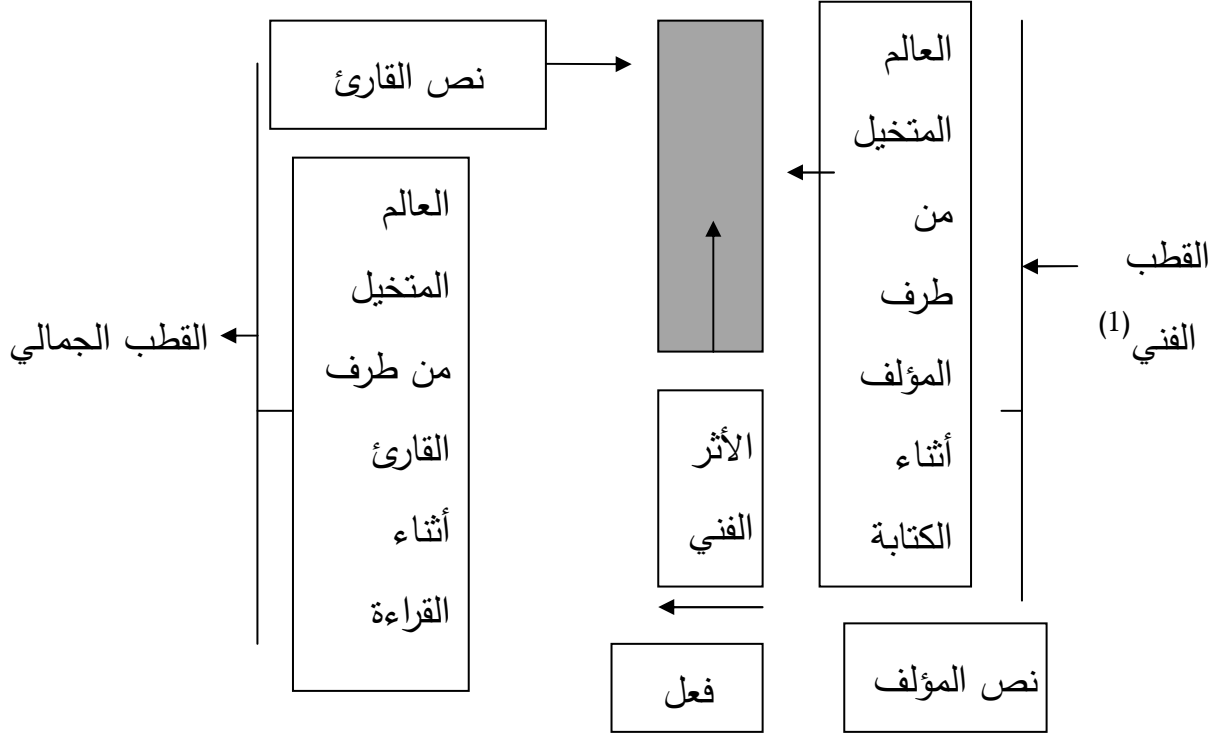 القطب
الفني(1)
العالم
المتخيل
من
طرف
المؤلف
أثناء
الكتابة
نص المؤلف
الأثر
الفني
فعل
نص القارئ
العالم
المتخيل
من طرف
القارئ
أثناء
القراءة
القطب الجمالي